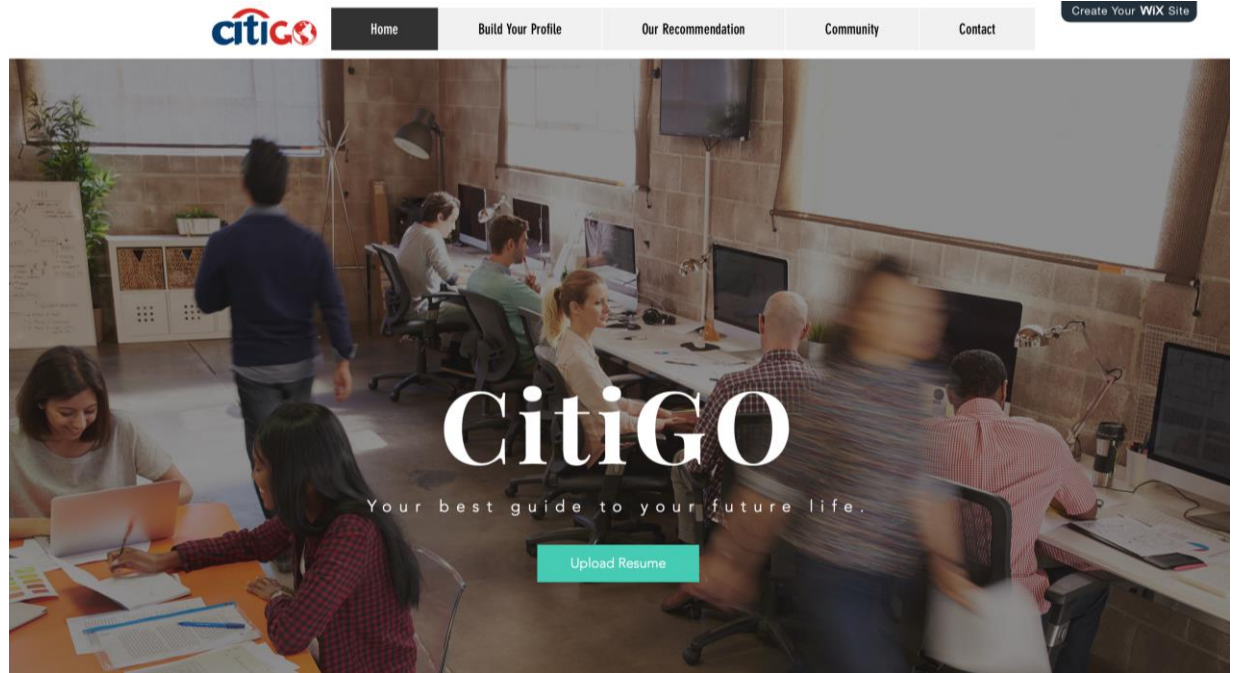 citiGO
Home
Build Your Profile
Our Recommendation
Community
Contact
Create Your WiX Site
CitiGO
Your best guide to your future life.
Upload Resume